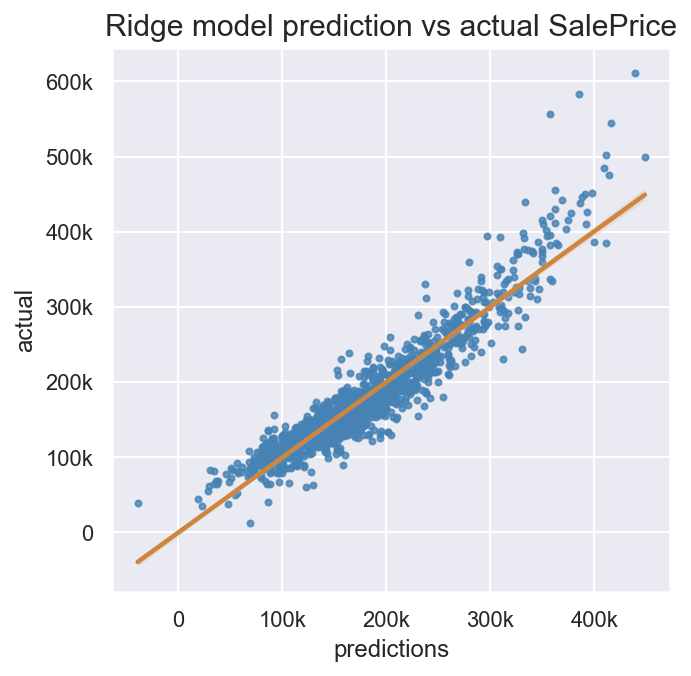 Ridge model prediction vs actual SalePrice
600k
500k
400k
300k
200k
100k
0
actual
0 100k 200k 300k 400k
predictions